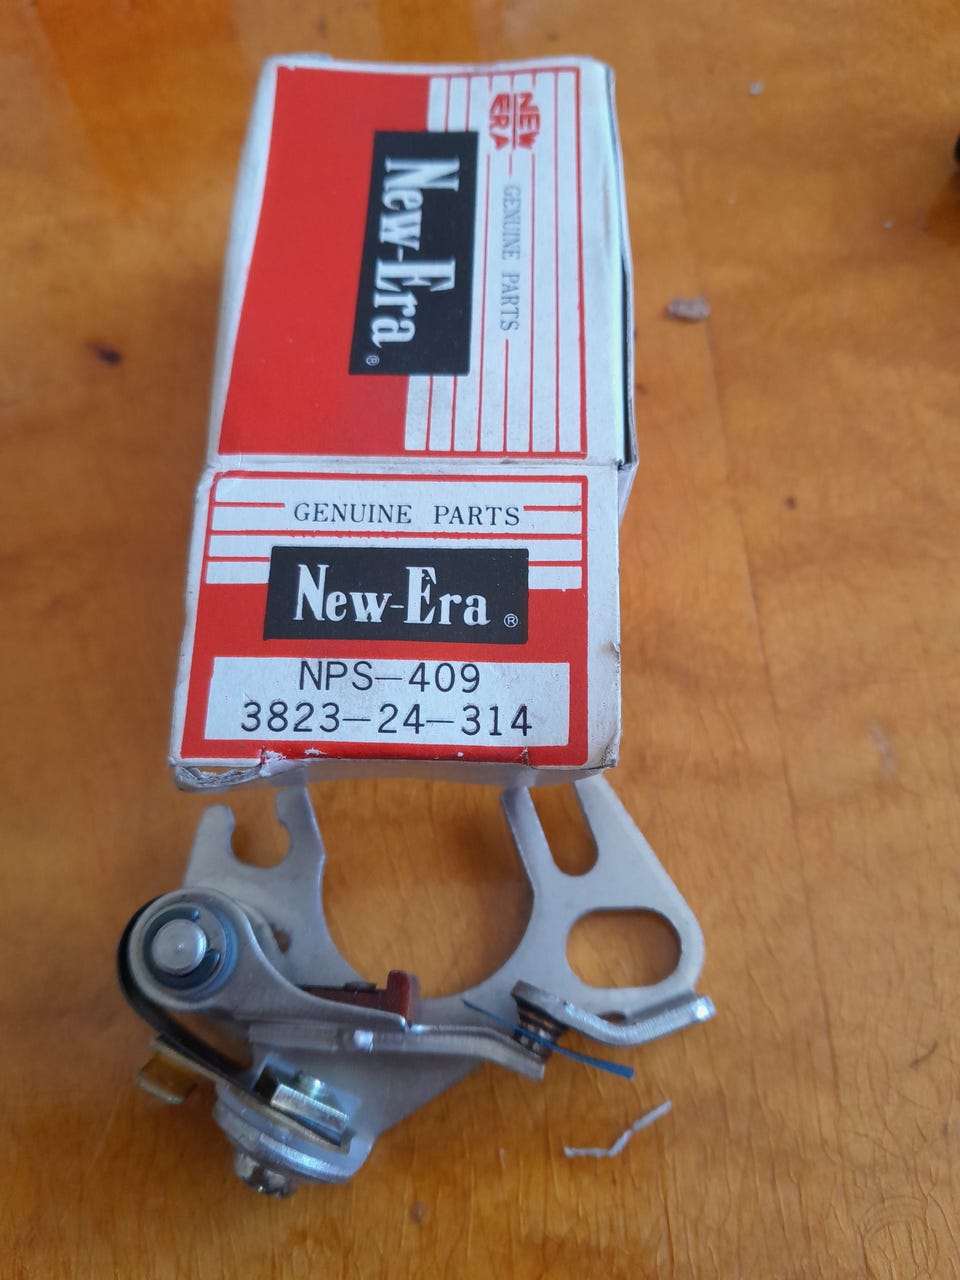 NEW
ERA
GENUINE PARTS
New-Era®
GENUINE PARTS
New-Era®
NPS-409
3823-24-314